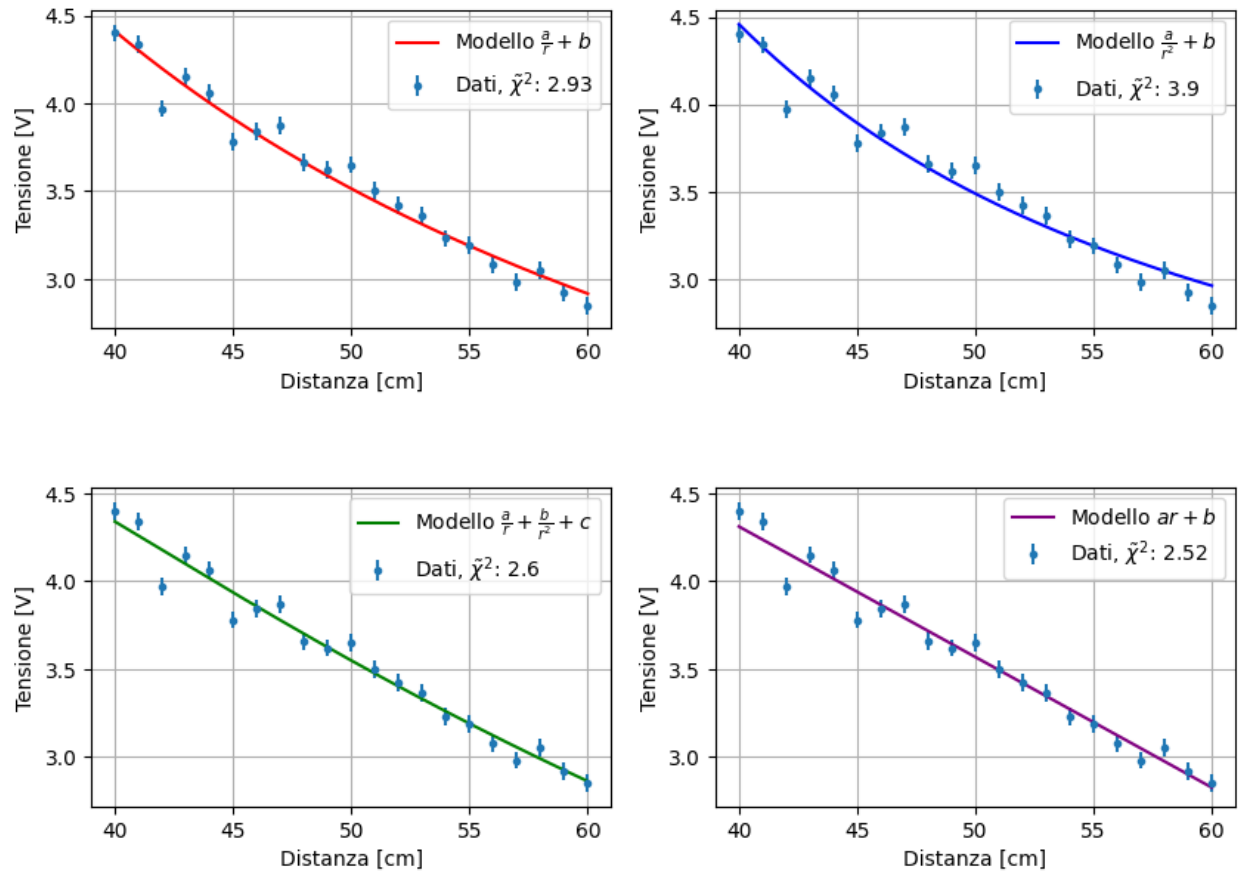 4.5
4.0
3.5
3.0
Tensione [V]
40 45 50 55 60
Distanza [cm]
Modello a/r + b
Dati, χ̃²: 2.93
4.5
4.0
3.5
3.0
Tensione [V]
40 45 50 55 60
Distanza [cm]
Modello a/r² + b
Dati, χ̃²: 3.9
4.5
4.0
3.5
3.0
Tensione [V]
40 45 50 55 60
Distanza [cm]
Modello a/r + b/r² + c
Dati, χ̃²: 2.6
4.5
4.0
3.5
3.0
Tensione [V]
40 45 50 55 60
Distanza [cm]
Modello ar + b
Dati, χ̃²: 2.52